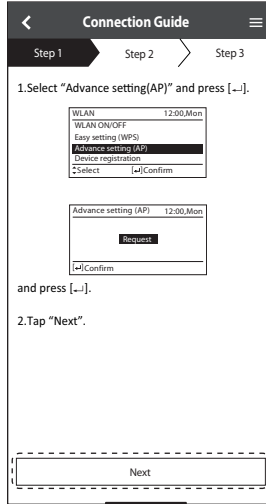 Connection Guide
Step 1 Step 2 Step 3
1.Select “Advance setting(AP)” and press [↵].
WLAN 12:00,Mon
WLAN ON/OFF
Easy setting (WPS)
Advance setting (AP)
Device registration
Select [↵]Confirm
Advance setting (AP) 12:00,Mon
Request
[↵]Confirm
and press [↵].
2.Tap “Next”.
Next